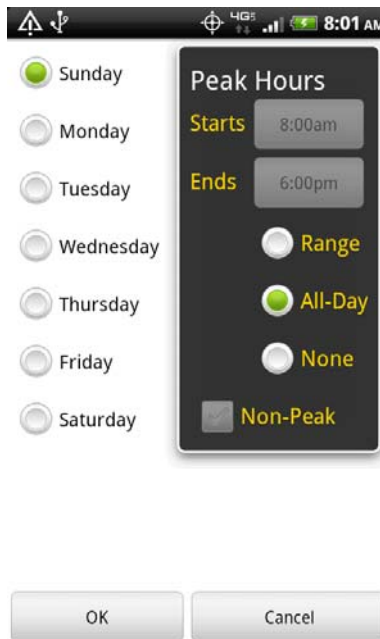 4G 8:01 AM
Sunday
Monday
Tuesday
Wednesday
Thursday
Friday
Saturday
Peak Hours
Starts 8:00am
Ends 6:00pm
Range
All-Day
None
Non-Peak
OK Cancel